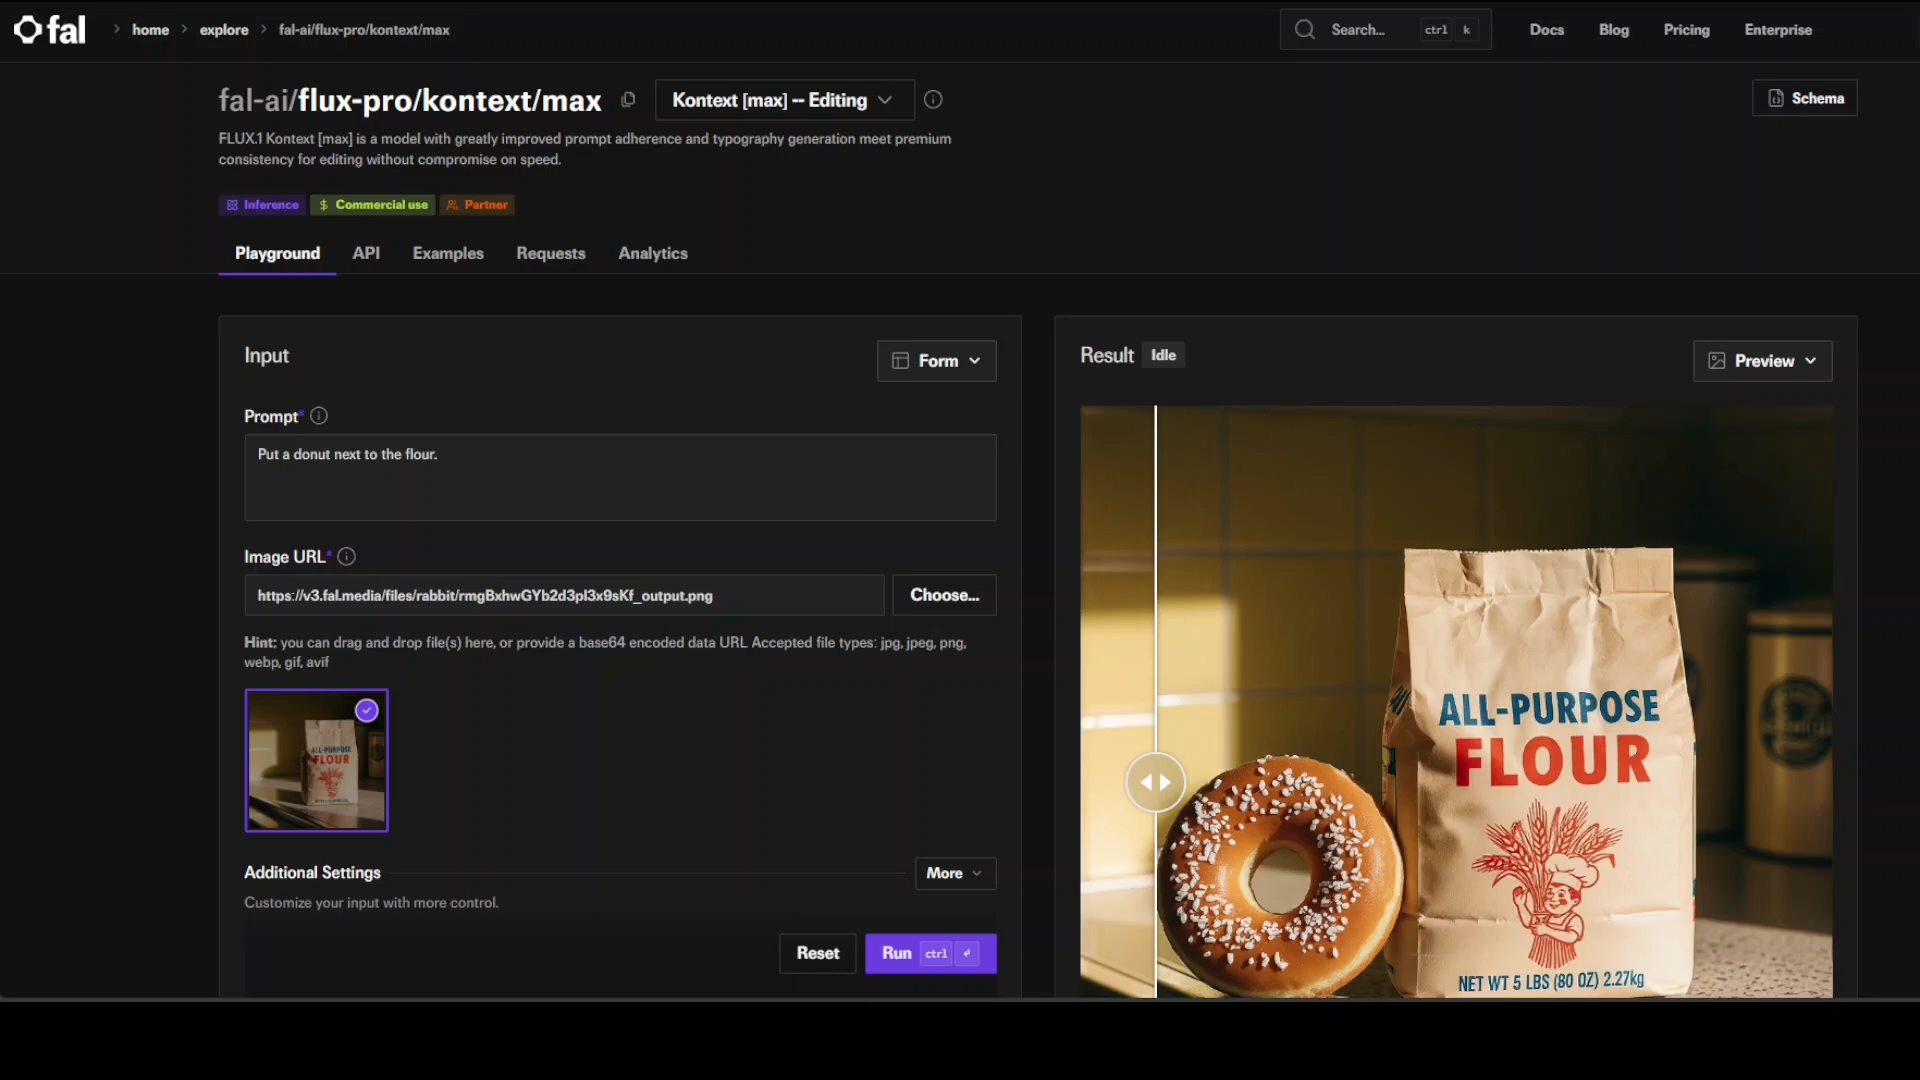 fal
home
explore
fal-ai/flux-pro/kontext/max
Search...
ctrl
k
Docs
Blog
Pricing
Enterprise
fal-ai/flux-pro/kontext/max
Kontext [max] -- Editing
Schema
FLUX.1 Kontext [max] is a model with greatly improved prompt adherence and typography generation meet premium
consistency for editing without compromise on speed.
Inference
Commercial use
Partner
Playground
API
Examples
Requests
Analytics
Input
Form
Prompt*
Put a donut next to the flour.
Image URL*
https://v3.fal.media/files/rabbit/rmgBxhwGYb2d3pI3x9sKf_output.png
Choose...
Hint: you can drag and drop file(s) here, or provide a base64 encoded data URL Accepted file types: jpg, jpeg, png,
webp, gif, avif
ALL-PURPOSE
FLOUR
Additional Settings
More
Customize your input with more control.
Reset
Run
ctrl
Result
Idle
Preview
ALL-PURPOSE
FLOUR
NET WT 5 LBS (80 OZ) 2.27kg